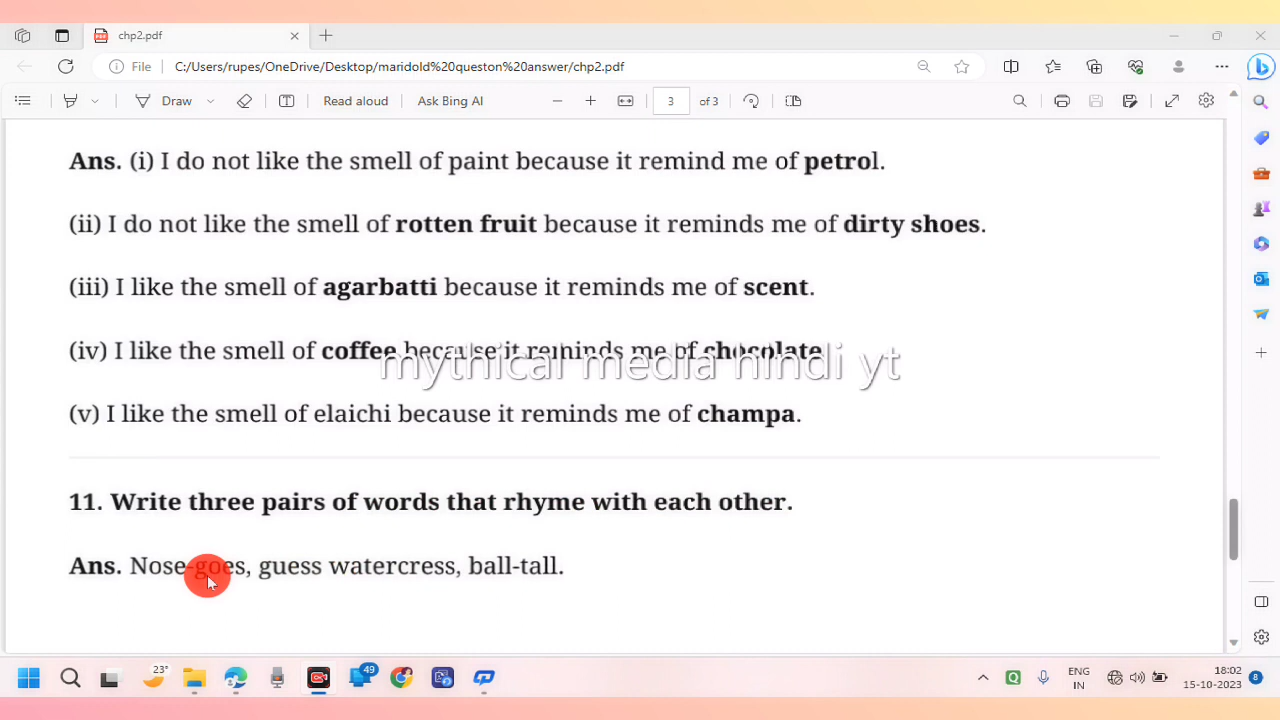 chp2.pdf
File
C:/Users/rupes/OneDrive/Desktop/maridold%20queston%20answer/chp2.pdf
Draw
Read aloud
Ask Bing AI
3
of 3
Ans. (i) I do not like the smell of paint because it remind me of petrol.
(ii) I do not like the smell of rotten fruit because it reminds me of dirty shoes.
(iii) I like the smell of agarbatti because it reminds me of scent.
(iv) I like the smell of coffee because it reminds me of chocolate.
mythical media hindi yt
(v) I like the smell of elaichi because it reminds me of champa.
11. Write three pairs of words that rhyme with each other.
Ans. Nose-goes, guess watercress, ball-tall.
23°
49
ENG
IN
18:02
15-10-2023
8